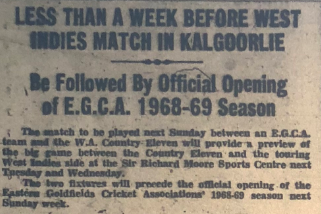 LESS THAN A WEEK BEFORE WEST
INDIES MATCH IN KALGOORLIE
Be Followed By Official Opening
of E.G.C.A. 1968-69 Season
The match to be played next Sunday between an E.G.C.A.
team and the W.A. Country Eleven will provide a preview of
the big game between the Country Eleven and the touring
West Indies side at the Sir Richard Moore Sports Centre next
Tuesday and Wednesday.
The two fixtures will precede the official opening of the
Eastern Goldfields Cricket Associations' 1968-69 season next
Sunday week.